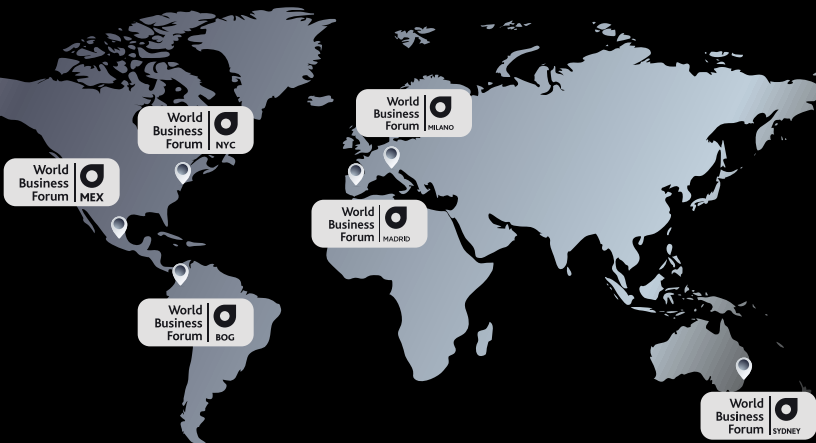 World
Business
Forum
NYC
World
Business
Forum
MILANO
World
Business
Forum
MEX
World
Business
Forum
MADRID
World
Business
Forum
BOG
World
Business
Forum
SYDNEY